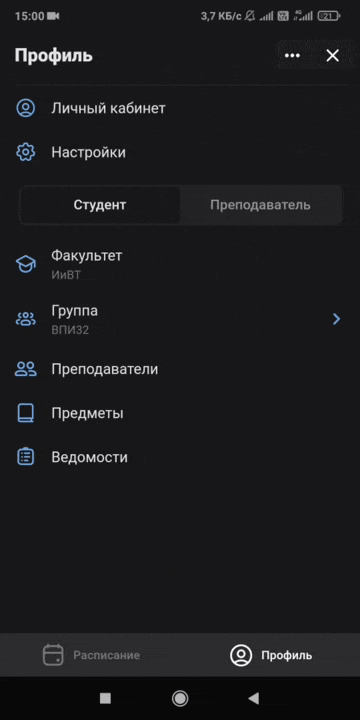 15:00 3,7 КБ/с 4G 21
Профиль
Личный кабинет
Настройки
Студент Преподаватель
Факультет
ИиВТ
Группа
ВПИ32
Преподаватели
Предметы
Ведомости
Расписание Профиль